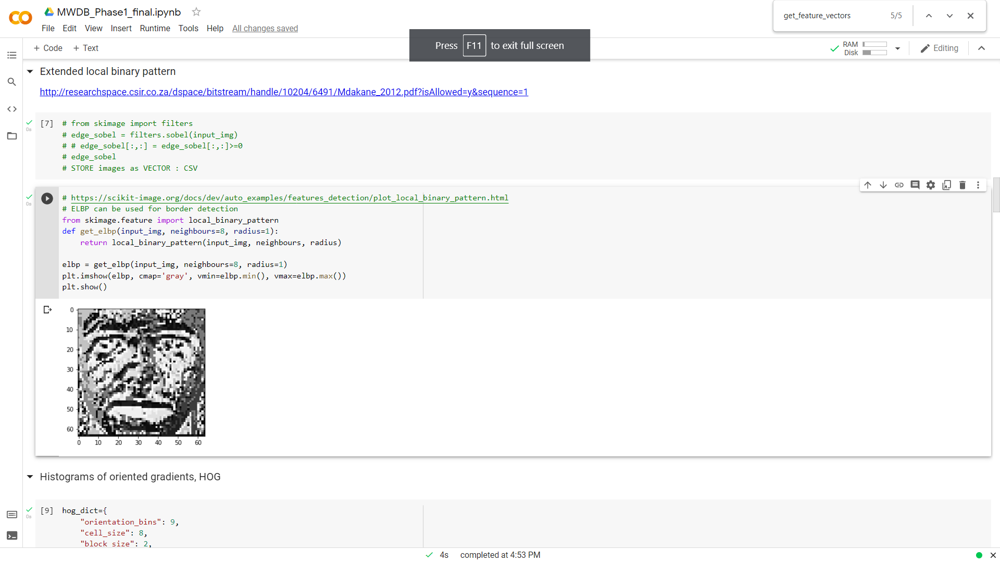 MWDB_Phase1_final.ipynb
File Edit View Insert Runtime Tools Help All changes saved
get_feature_vectors 5/5
Press F11 to exit full screen
+ Code + Text
RAM
Disk
Editing
Extended local binary pattern
http://researchspace.csir.co.za/dspace/bitstream/handle/10204/6491/Mdakane_2012.pdf?isAllowed=y&sequence=1
0s
[7] # from skimage import filters
# edge_sobel = filters.sobel(input_img)
# # edge_sobel[:,:] = edge_sobel[:,:]>=0
# edge_sobel
# STORE images as VECTOR : CSV
0s
# https://scikit-image.org/docs/dev/auto_examples/features_detection/plot_local_binary_pattern.html
# ELBP can be used for border detection
from skimage.feature import local_binary_pattern
def get_elbp(input_img, neighbours=8, radius=1):
    return local_binary_pattern(input_img, neighbours, radius)
elbp = get_elbp(input_img, neighbours=8, radius=1)
plt.imshow(elbp, cmap='gray', vmin=elbp.min(), vmax=elbp.max())
plt.show()
0
10
20
30
40
50
60
0 10 20 30 40 50 60
Histograms of oriented gradients, HOG
0s
[9] hog_dict={
    "orientation_bins": 9,
    "cell_size": 8,
    "block_size": 2,
4s completed at 4:53 PM